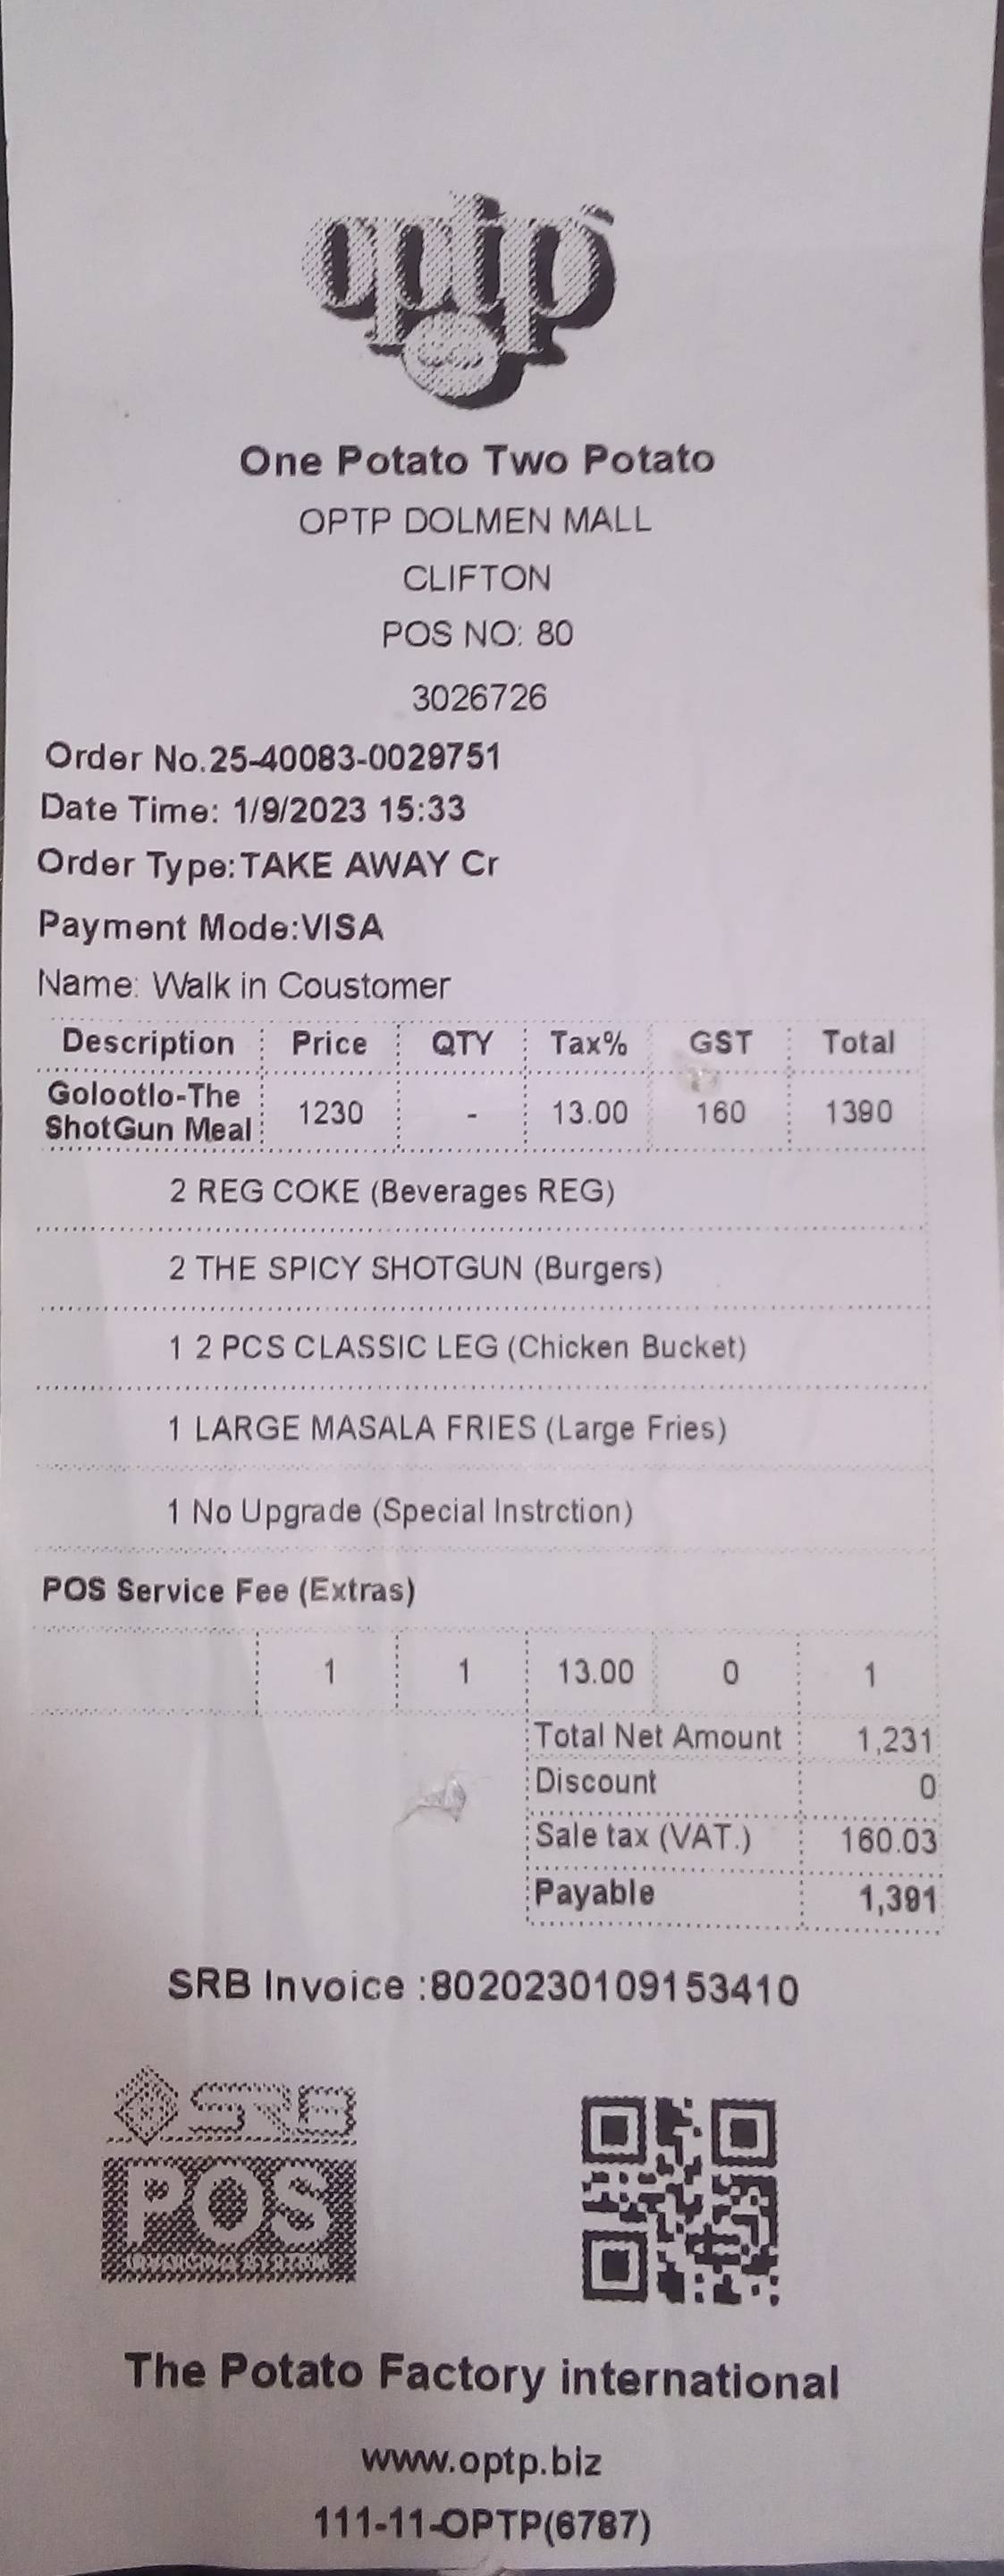 optp
One Potato Two Potato
OPTP DOLMEN MALL
CLIFTON
POS NO: 80
3026726
Order No.25-40083-0029751
Date Time: 1/9/2023 15:33
Order Type:TAKE AWAY Cr
Payment Mode:VISA
Name: Walk in Coustomer
Description Price QTY Tax% GST Total
Golootlo-The
ShotGun Meal 1230 - 13.00 160 1390
2 REG COKE (Beverages REG)
2 THE SPICY SHOTGUN (Burgers)
1 2 PCS CLASSIC LEG (Chicken Bucket)
1 LARGE MASALA FRIES (Large Fries)
1 No Upgrade (Special Instrction)
POS Service Fee (Extras)
1 1 13.00 0 1
Total Net Amount 1,231
Discount 0
Sale tax (VAT.) 160.03
Payable 1,391
SRB Invoice :8020230109153410
SRB
POS
INVOICING SYSTEM
The Potato Factory international
www.optp.biz
111-11-OPTP(6787)